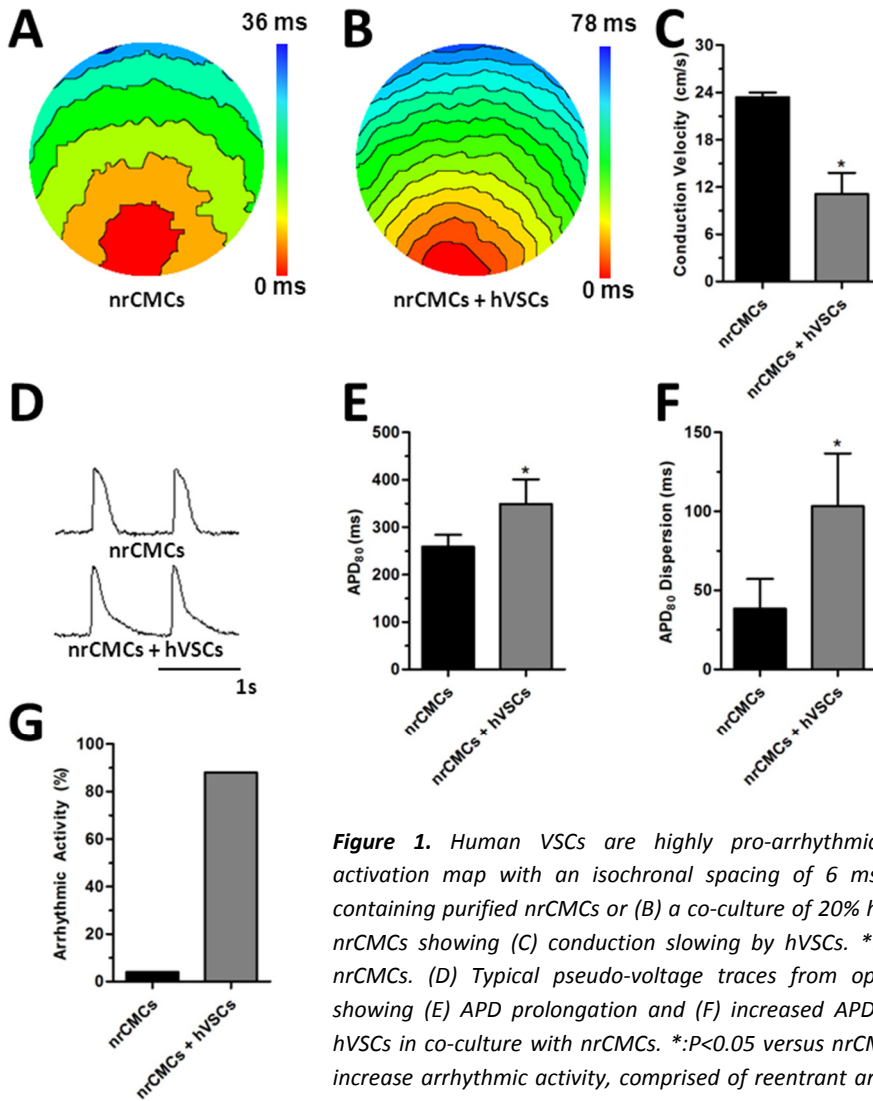 A
36 ms
0 ms
nrCMCs
B
78 ms
0 ms
nrCMCs + hVSCs
C
Conduction Velocity (cm/s)
30
24
18
12
6
0
*
nrCMCs
nrCMCs + hVSCs
D
nrCMCs
nrCMCs + hVSCs
1s
E
APD80 (ms)
500
400
300
200
100
0
*
nrCMCs
nrCMCs + hVSCs
F
APD80 Dispersion (ms)
150
100
50
0
*
nrCMCs
nrCMCs + hVSCs
G
Arrhythmic Activity (%)
100
80
60
40
20
0
nrCMCs
nrCMCs + hVSCs
Figure 1. Human VSCs are highly pro-arrhythmic
activation map with an isochronal spacing of 6 ms
containing purified nrCMCs or (B) a co-culture of 20% h
nrCMCs showing (C) conduction slowing by hVSCs. *
nrCMCs. (D) Typical pseudo-voltage traces from op
showing (E) APD prolongation and (F) increased APD
hVSCs in co-culture with nrCMCs. *:P<0.05 versus nrCM
increase arrhythmic activity, comprised of reentrant ar